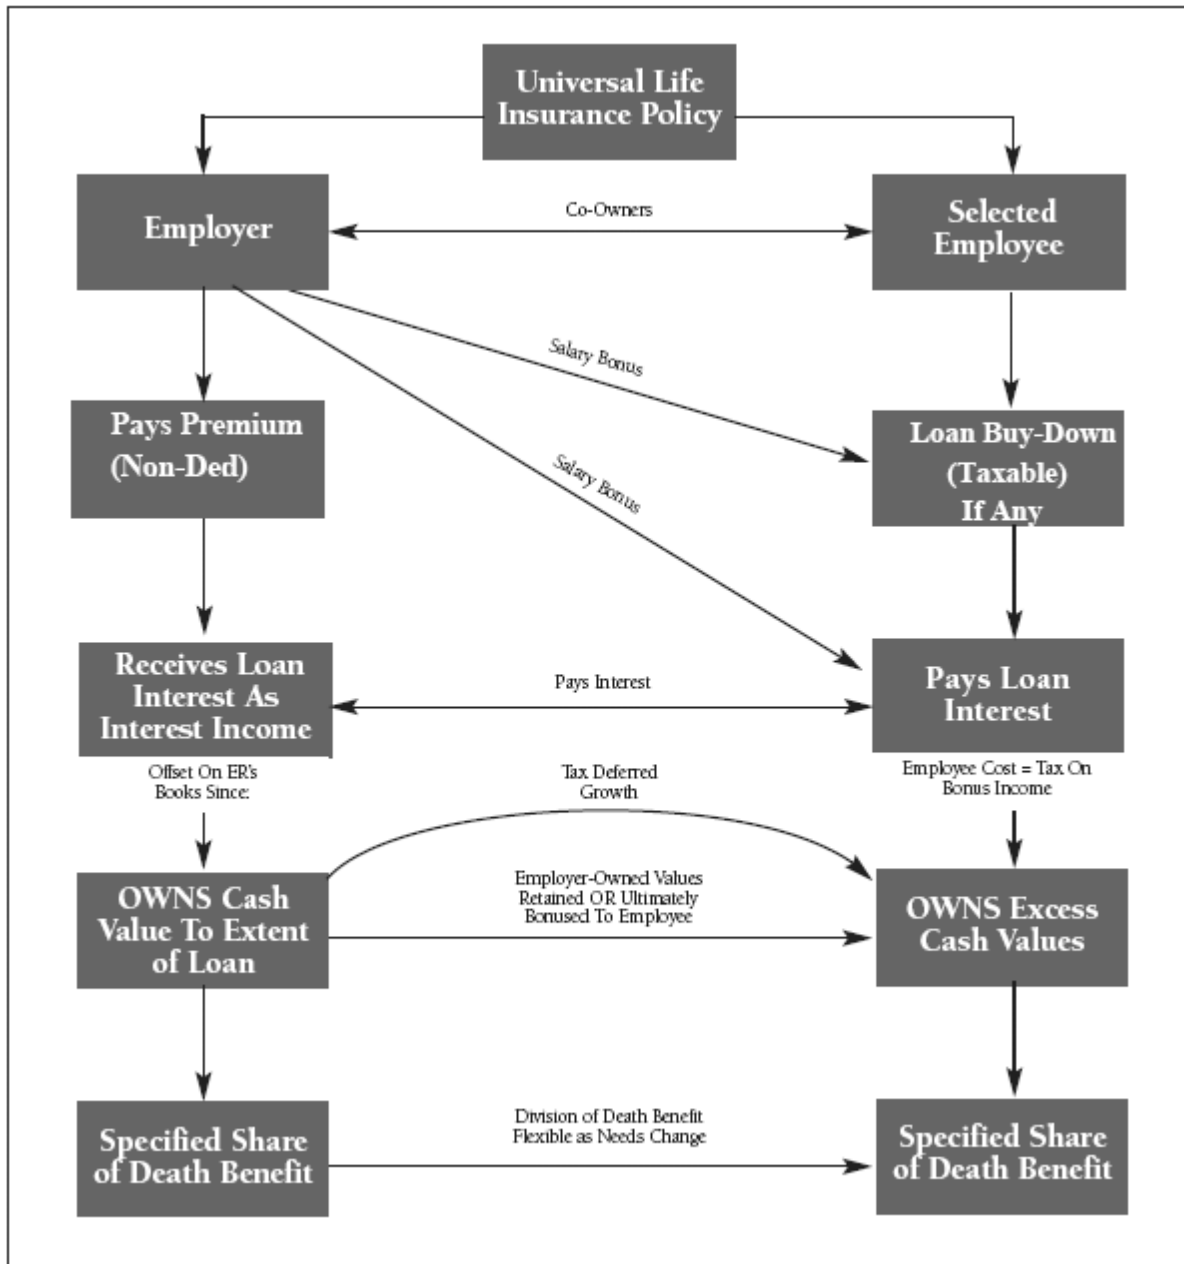 Universal Life
Insurance Policy
Employer
Co-Owners
Selected
Employee
Salary Bonus
Pays Premium
(Non-Ded)
Loan Buy-Down
(Taxable)
If Any
Salary Bonus
Receives Loan
Interest As
Interest Income
Pays Interest
Pays Loan
Interest
Offset On ER's
Books Since:
Tax Deferred
Growth
Employee Cost = Tax On
Bonus Income
OWNS Cash
Value To Extent
of Loan
Employer-Owned Values
Retained OR Ultimately
Bonused To Employee
OWNS Excess
Cash Values
Specified Share
of Death Benefit
Division of Death Benefit
Flexible as Needs Change
Specified Share
of Death Benefit